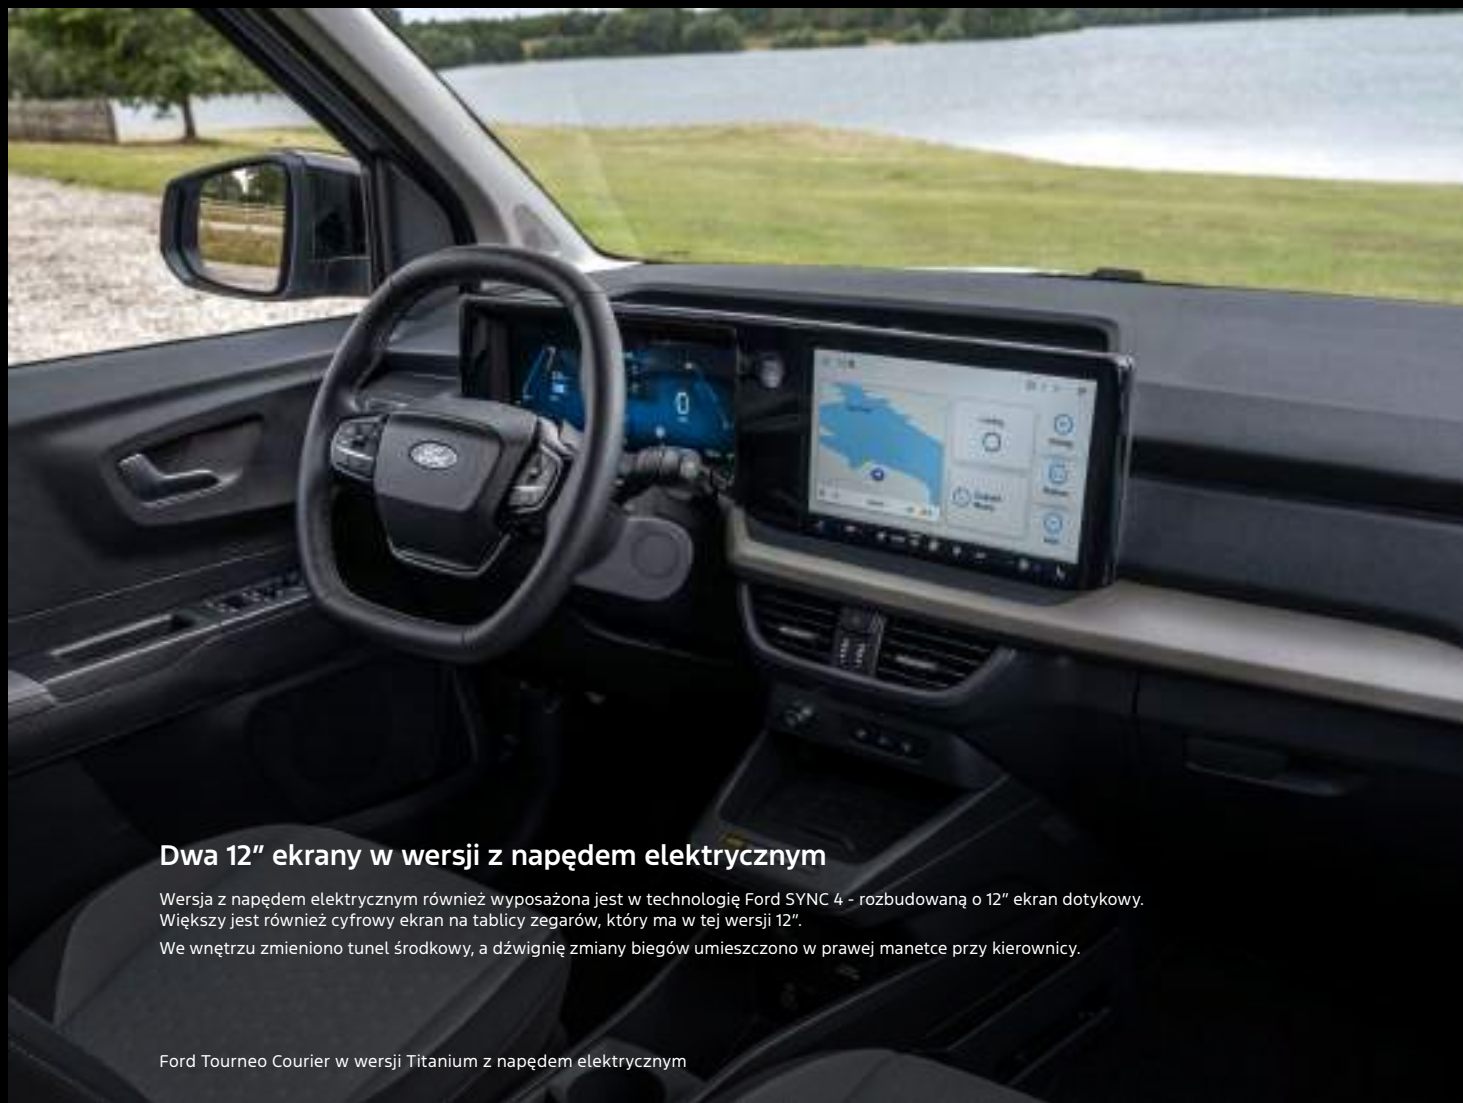 Ford
0
Dwa 12” ekrany w wersji z napędem elektrycznym
Wersja z napędem elektrycznym również wyposażona jest w technologię Ford SYNC 4 - rozbudowaną o 12” ekran dotykowy.
Większy jest również cyfrowy ekran na tablicy zegarów, który ma w tej wersji 12”.
We wnętrzu zmieniono tunel środkowy, a dźwignię zmiany biegów umieszczono w prawej manetce przy kierownicy.
Ford Tourneo Courier w wersji Titanium z napędem elektrycznym